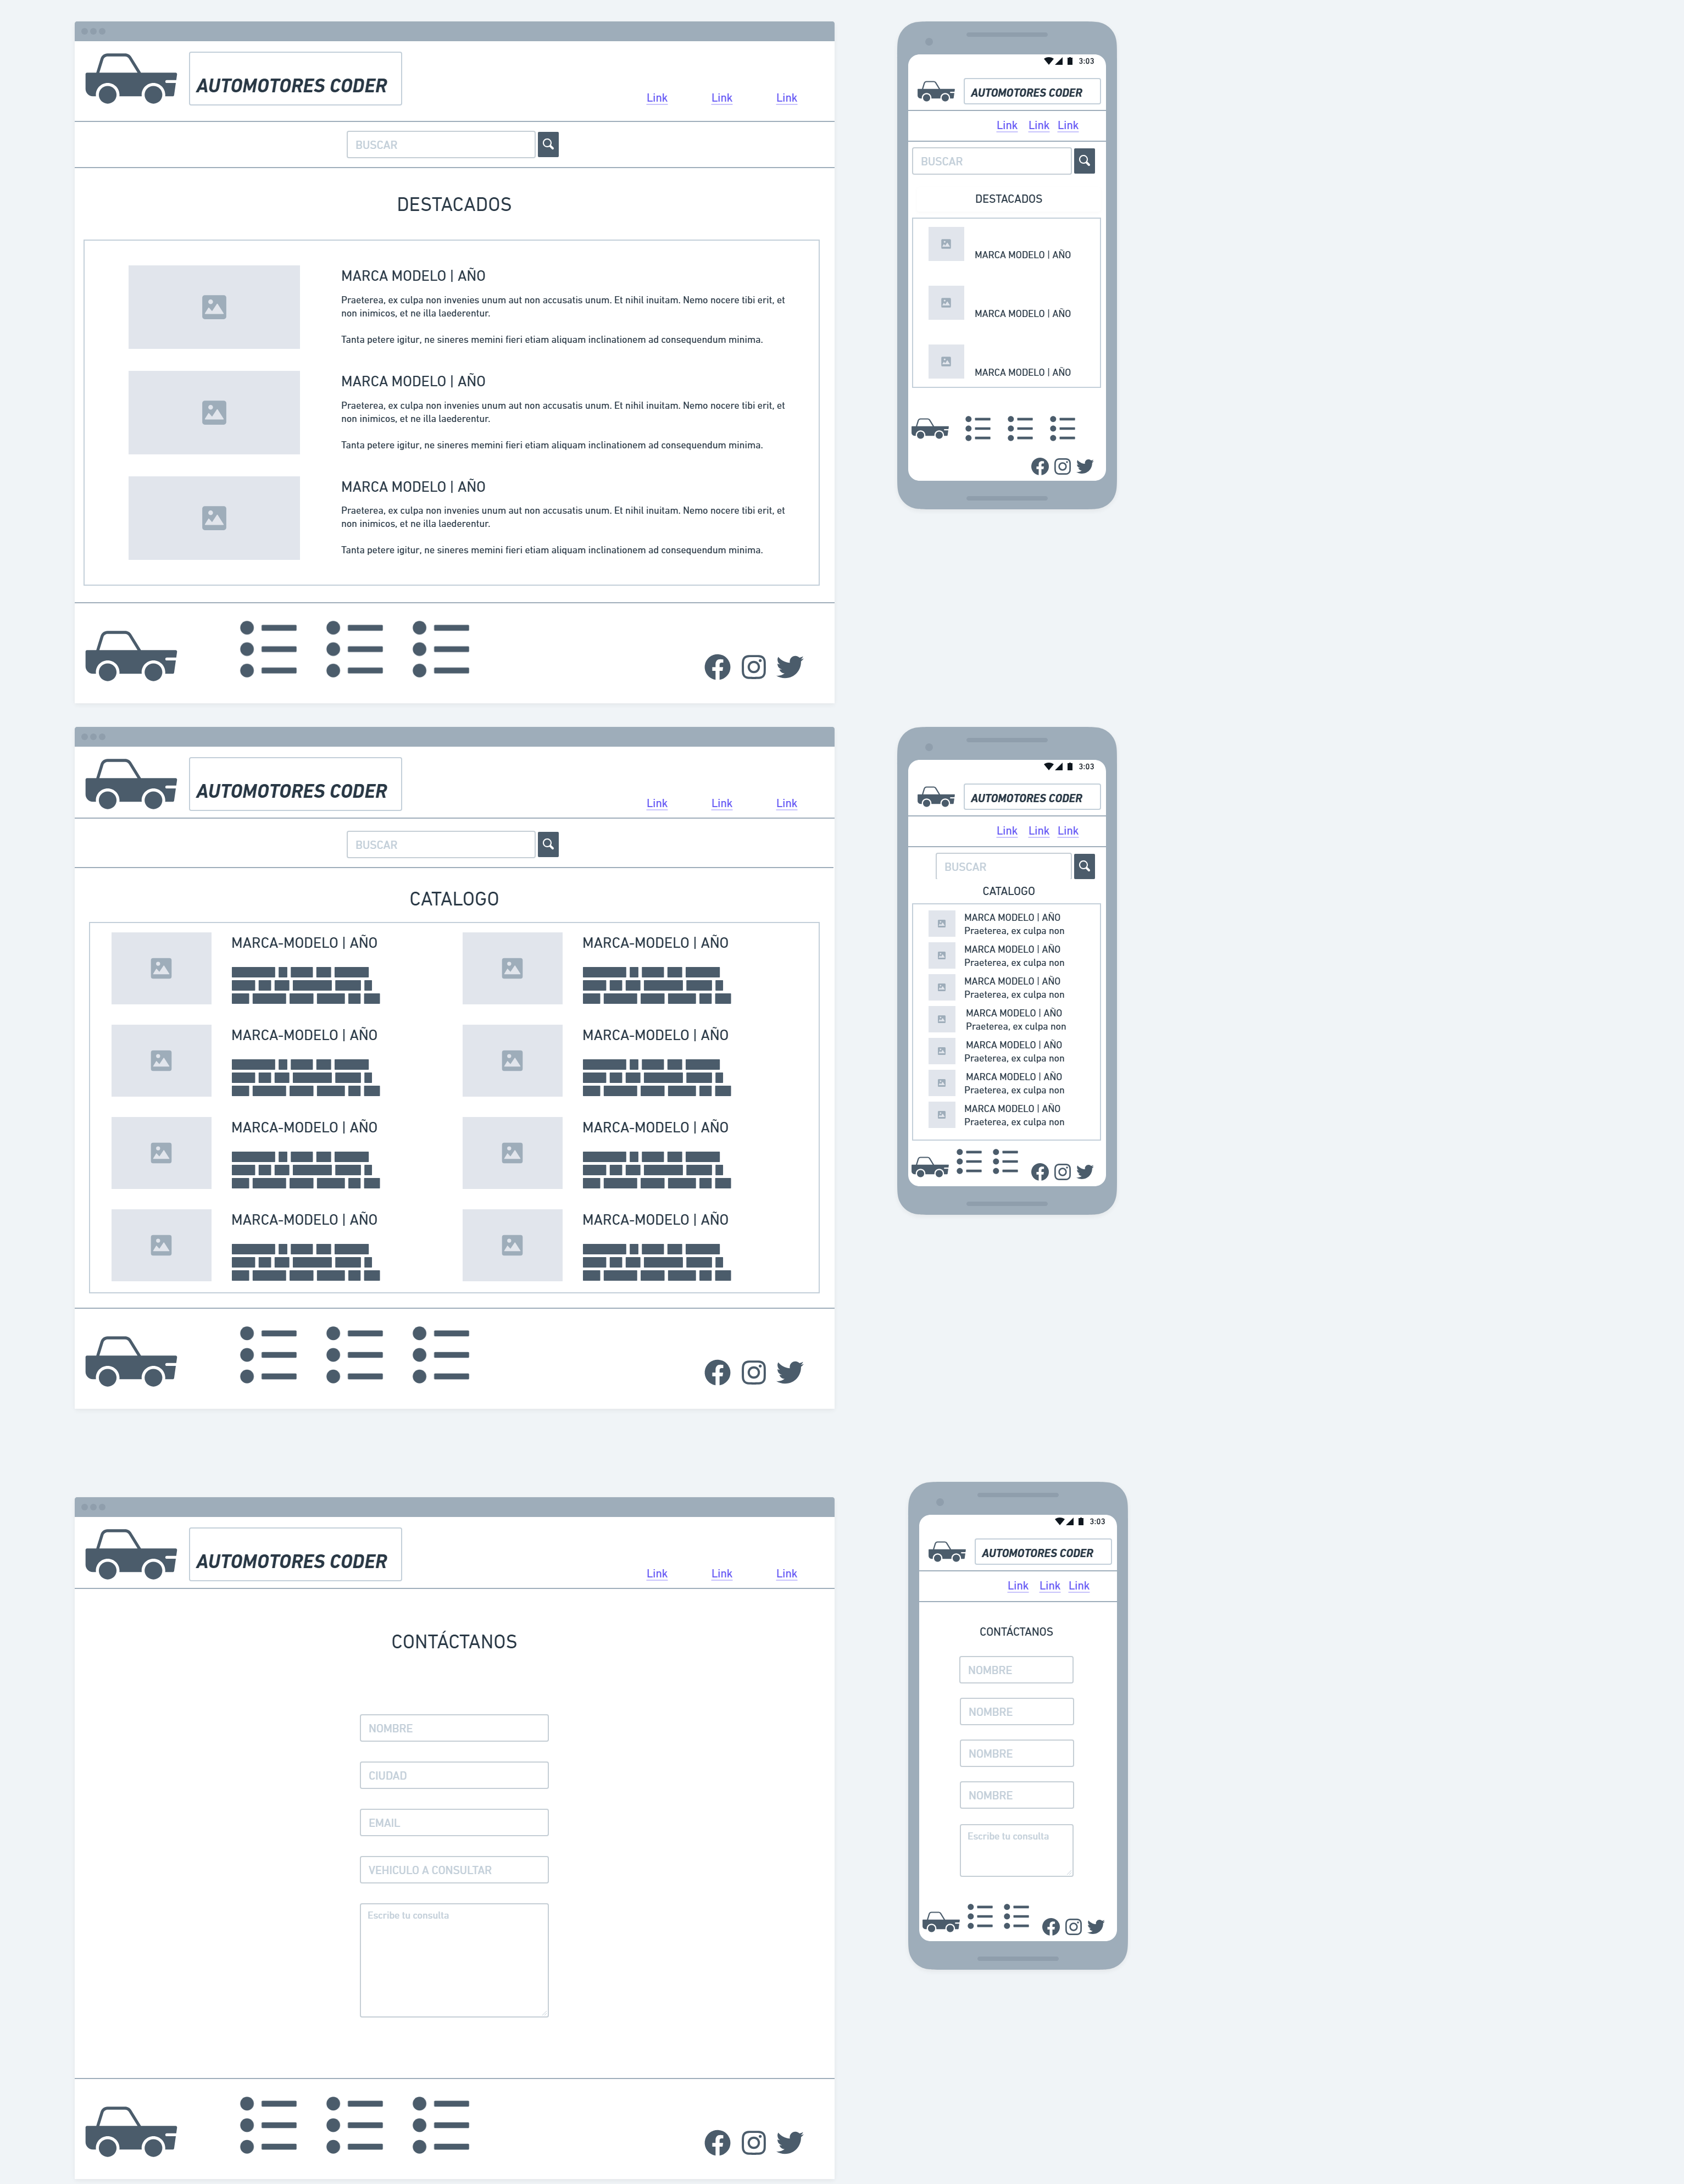 AUTOMOTORES CODER
Link Link Link
BUSCAR
DESTACADOS
MARCA MODELO | AÑO
Praeterea, ex culpa non invenies unum aut non accusatis unum. Et nihil inuitam. Nemo nocere tibi erit, et
non inimicos, et ne illa laederentur.
Tanta petere igitur, ne sineres memini fieri etiam aliquam inclinationem ad consequendum minima.
MARCA MODELO | AÑO
Praeterea, ex culpa non invenies unum aut non accusatis unum. Et nihil inuitam. Nemo nocere tibi erit, et
non inimicos, et ne illa laederentur.
Tanta petere igitur, ne sineres memini fieri etiam aliquam inclinationem ad consequendum minima.
MARCA MODELO | AÑO
Praeterea, ex culpa non invenies unum aut non accusatis unum. Et nihil inuitam. Nemo nocere tibi erit, et
non inimicos, et ne illa laederentur.
Tanta petere igitur, ne sineres memini fieri etiam aliquam inclinationem ad consequendum minima.
3:03
AUTOMOTORES CODER
Link Link Link
BUSCAR
DESTACADOS
MARCA MODELO | AÑO
MARCA MODELO | AÑO
MARCA MODELO | AÑO
AUTOMOTORES CODER
Link Link Link
BUSCAR
CATALOGO
MARCA-MODELO | AÑO MARCA-MODELO | AÑO
MARCA-MODELO | AÑO MARCA-MODELO | AÑO
MARCA-MODELO | AÑO MARCA-MODELO | AÑO
MARCA-MODELO | AÑO MARCA-MODELO | AÑO
3:03
AUTOMOTORES CODER
Link Link Link
BUSCAR
CATALOGO
MARCA MODELO | AÑO
Praeterea, ex culpa non
MARCA MODELO | AÑO
Praeterea, ex culpa non
MARCA MODELO | AÑO
Praeterea, ex culpa non
MARCA MODELO | AÑO
Praeterea, ex culpa non
MARCA MODELO | AÑO
Praeterea, ex culpa non
MARCA MODELO | AÑO
Praeterea, ex culpa non
MARCA MODELO | AÑO
Praeterea, ex culpa non
AUTOMOTORES CODER
Link Link Link
CONTÁCTANOS
NOMBRE
CIUDAD
EMAIL
VEHICULO A CONSULTAR
Escribe tu consulta
3:03
AUTOMOTORES CODER
Link Link Link
CONTÁCTANOS
NOMBRE
NOMBRE
NOMBRE
NOMBRE
Escribe tu consulta